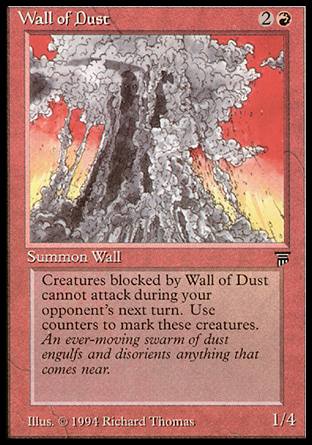 Wall of Dust 2
Summon Wall
Creatures blocked by Wall of Dust
cannot attack during your
opponent's next turn. Use
counters to mark these creatures.
An ever-moving swarm of dust
engulfs and disorients anything that
comes near.
Illus. © 1994 Richard Thomas 1/4